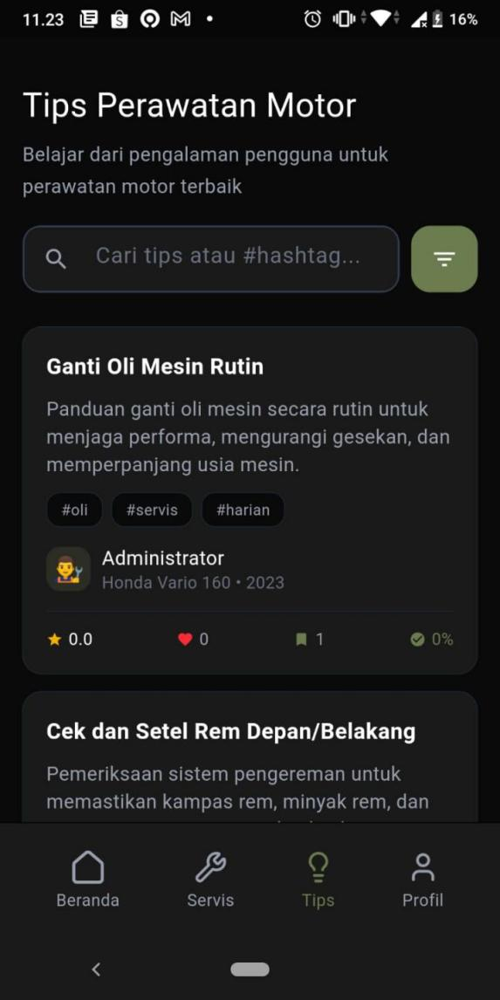 11.23
16%
Tips Perawatan Motor
Belajar dari pengalaman pengguna untuk
perawatan motor terbaik
Cari tips atau #hashtag...
Ganti Oli Mesin Rutin
Panduan ganti oli mesin secara rutin untuk
menjaga performa, mengurangi gesekan, dan
memperpanjang usia mesin.
#oli #servis #harian
Administrator
Honda Vario 160 • 2023
0.0 0 1 0%
Cek dan Setel Rem Depan/Belakang
Pemeriksaan sistem pengereman untuk
memastikan kampas rem, minyak rem, dan
Beranda Servis Tips Profil